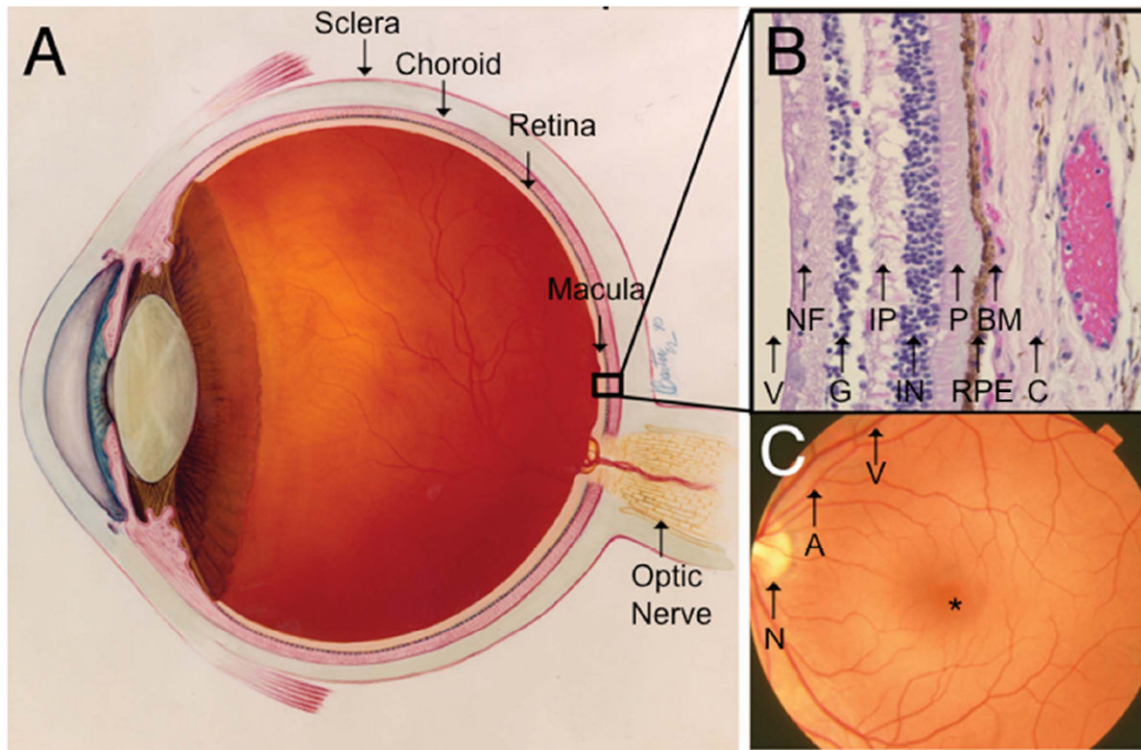 A
Sclera
Choroid
Retina
Macula
Optic
Nerve
B
NF IP P BM
V G IN RPE C
C
V
A
N
*